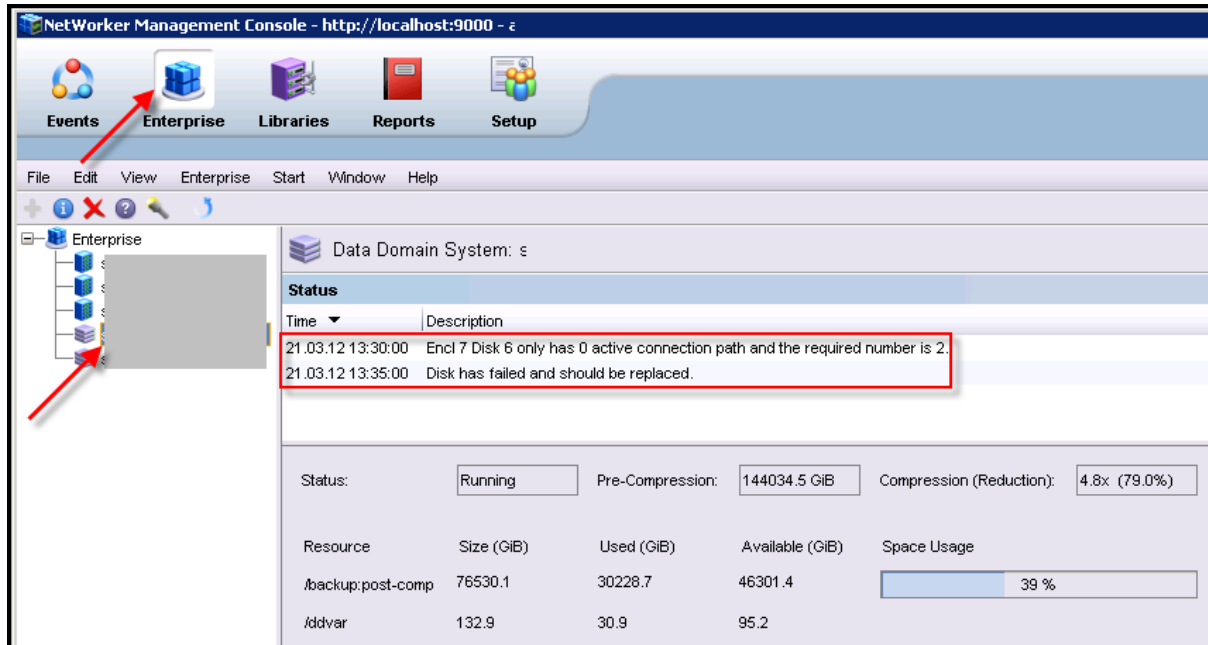 NetWorker Management Console - http://localhost:9000 - a
Events Enterprise Libraries Reports Setup
File Edit View Enterprise Start Window Help
Enterprise
s
s
s
s
s
Data Domain System: s
Status
Time Description
21.03.12 13:30:00 Encl 7 Disk 6 only has 0 active connection path and the required number is 2.
21.03.12 13:35:00 Disk has failed and should be replaced.
Status: Running Pre-Compression: 144034.5 GiB Compression (Reduction): 4.8x (79.0%)
Resource Size (GiB) Used (GiB) Available (GiB) Space Usage
/backup:post-comp 76530.1 30228.7 46301.4 39 %
/ddvar 132.9 30.9 95.2